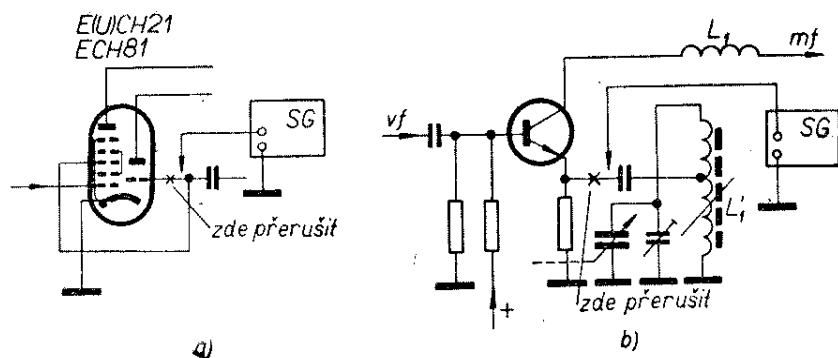 E(U)CH21
ECH81
SG
zde přerušit
a)
L₁
mf
vf
SG
L₁'
+
zde přerušit
b)